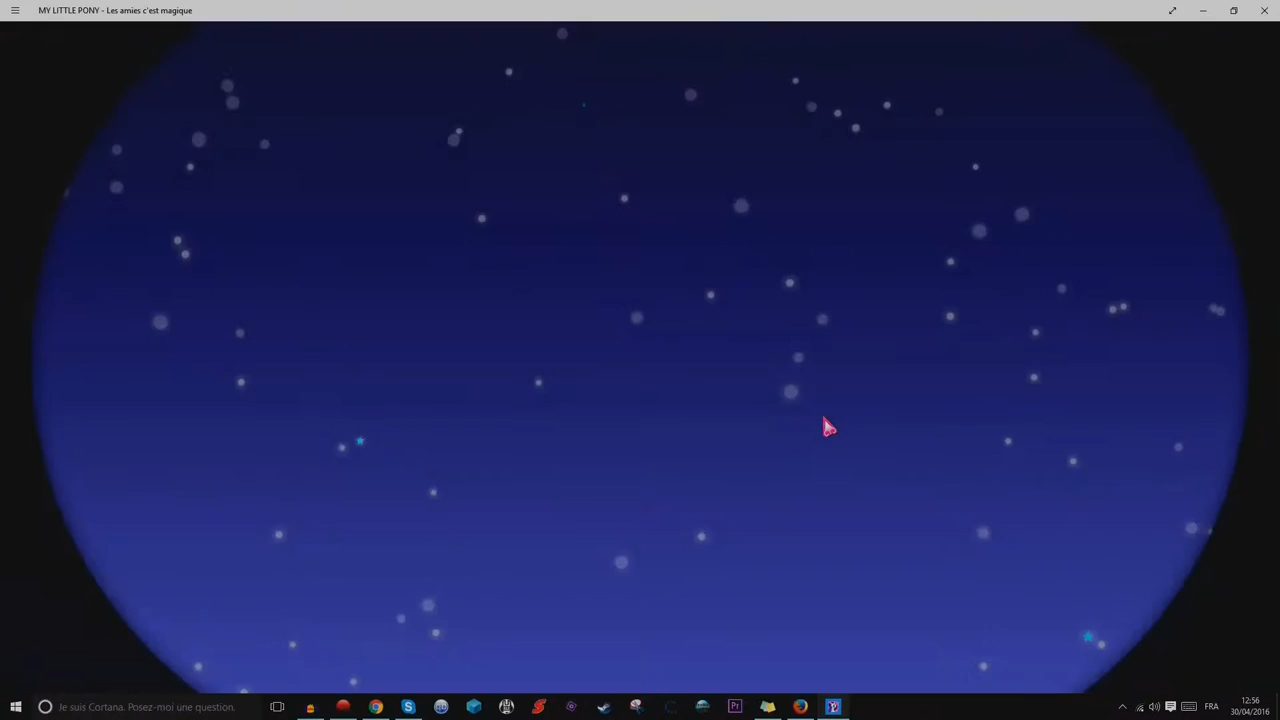 MY LITTLE PONY - Les amies c'est magique
Je suis Cortana. Posez-moi une question.
Pr
FRA
12:56
30/04/2016